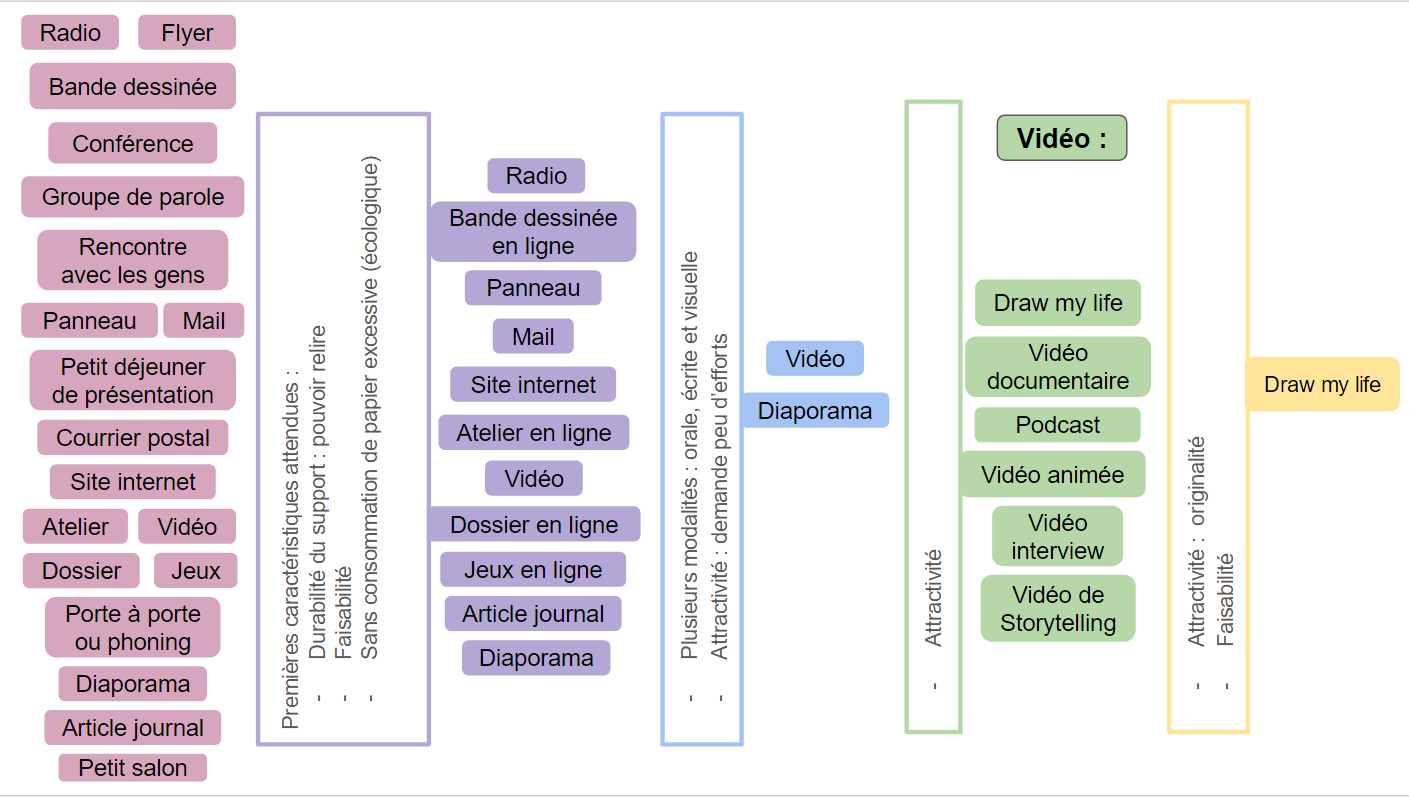 Radio
Flyer
Bande dessinée
Conférence
Groupe de parole
Rencontre
avec les gens
Panneau
Mail
Petit déjeuner
de présentation
Courrier postal
Site internet
Atelier
Vidéo
Dossier
Jeux
Porte à porte
ou phoning
Diaporama
Article journal
Petit salon
Premières caractéristiques attendues :
- Durabilité du support : pouvoir relire
- Faisabilité
- Sans consommation de papier excessive (écologique)
Radio
Bande dessinée
en ligne
Panneau
Mail
Site internet
Atelier en ligne
Vidéo
Dossier en ligne
Jeux en ligne
Article journal
Diaporama
- Plusieurs modalités : orale, écrite et visuelle
- Attractivité : demande peu d'efforts
Vidéo
Diaporama
- Attractivité
Vidéo :
Draw my life
Vidéo
documentaire
Podcast
Vidéo animée
Vidéo
interview
Vidéo de
Storytelling
- Attractivité : originalité
- Faisabilité
Draw my life